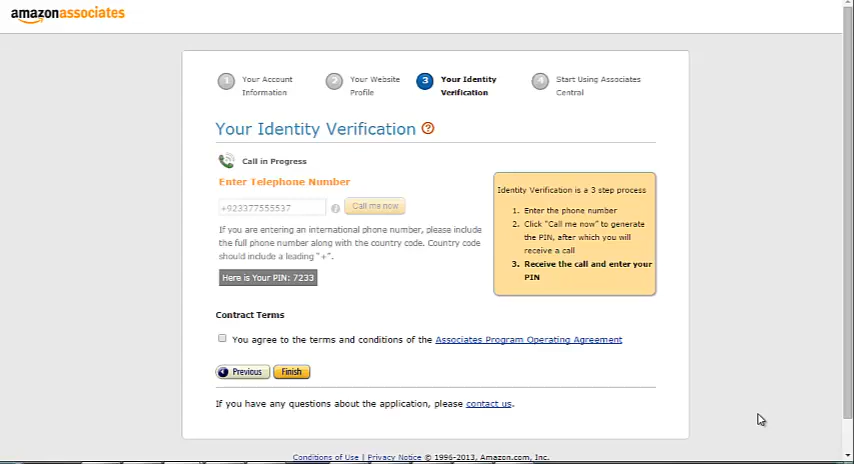 amazonassociates
1 Your Account Information
2 Your Website Profile
3 Your Identity Verification
4 Start Using Associates Central
Your Identity Verification ?
Call in Progress
Enter Telephone Number
+923377555537 Call me now
If you are entering an international phone number, please include
the full phone number along with the country code. Country code
should include a leading "+".
Here is Your PIN: 7233
Identity Verification is a 3 step process
1. Enter the phone number
2. Click "Call me now" to generate
the PIN, after which you will
receive a call
3. Receive the call and enter your
PIN
Contract Terms
You agree to the terms and conditions of the Associates Program Operating Agreement
Previous Finish
If you have any questions about the application, please contact us.
Conditions of Use | Privacy Notice © 1996-2013, Amazon.com, Inc.